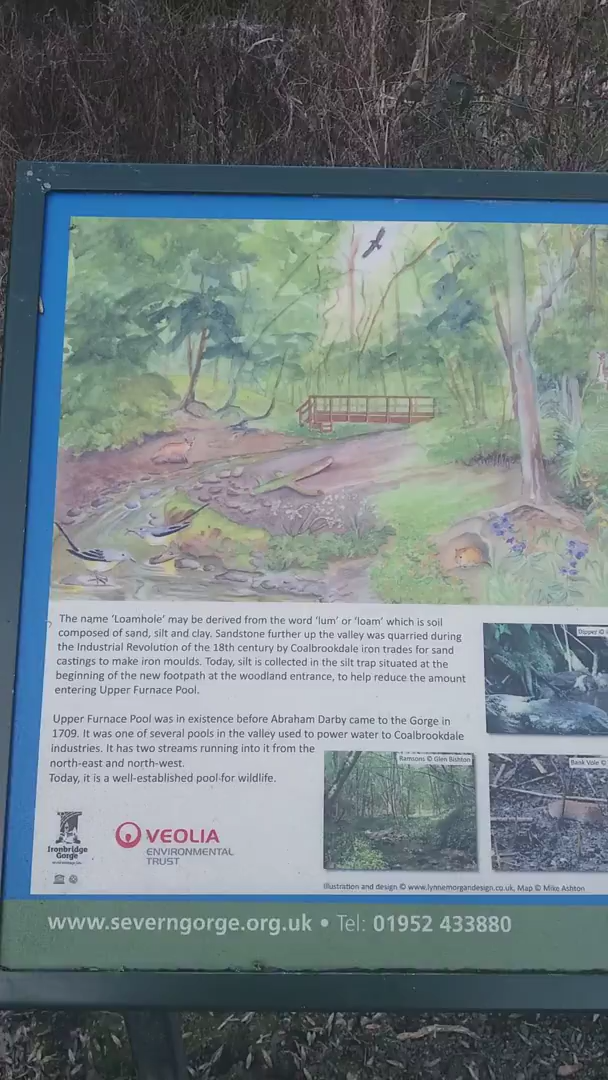 The name 'Loamhole' may be derived from the word 'lum' or 'loam' which is soil
composed of sand, silt and clay. Sandstone further up the valley was quarried during
the Industrial Revolution of the 18th century by Coalbrookdale iron trades for sand
castings to make iron moulds. Today, silt is collected in the silt trap situated at the
beginning of the new footpath at the woodland entrance, to help reduce the amount
entering Upper Furnace Pool.
Upper Furnace Pool was in existence before Abraham Darby came to the Gorge in
1709. It was one of several pools in the valley used to power water to Coalbrookdale
industries. It has two streams running into it from the
north-east and north-west.
Today, it is a well-established pool for wildlife.
Dipper ©
Ramsons © Glen Bishton
Bank Vole ©
Ironbridge
Gorge
VEOLIA
ENVIRONMENTAL
TRUST
Illustration and design © www.lynnemorgandesign.co.uk, Map © Mike Ashton
www.severngorge.org.uk • Tel: 01952 433880